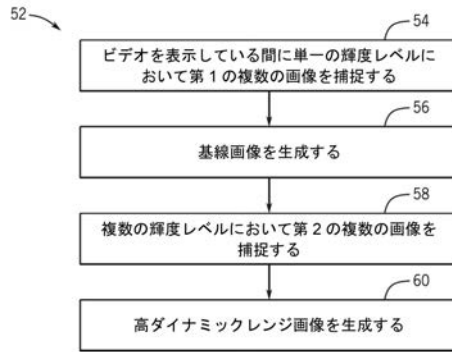 52
54
ビデオを表示している間に単一の輝度レベルに
おいて第1の複数の画像を捕捉する
56
基線画像を生成する
58
複数の輝度レベルにおいて第2の複数の画像を
捕捉する
60
高ダイナミックレンジ画像を生成する